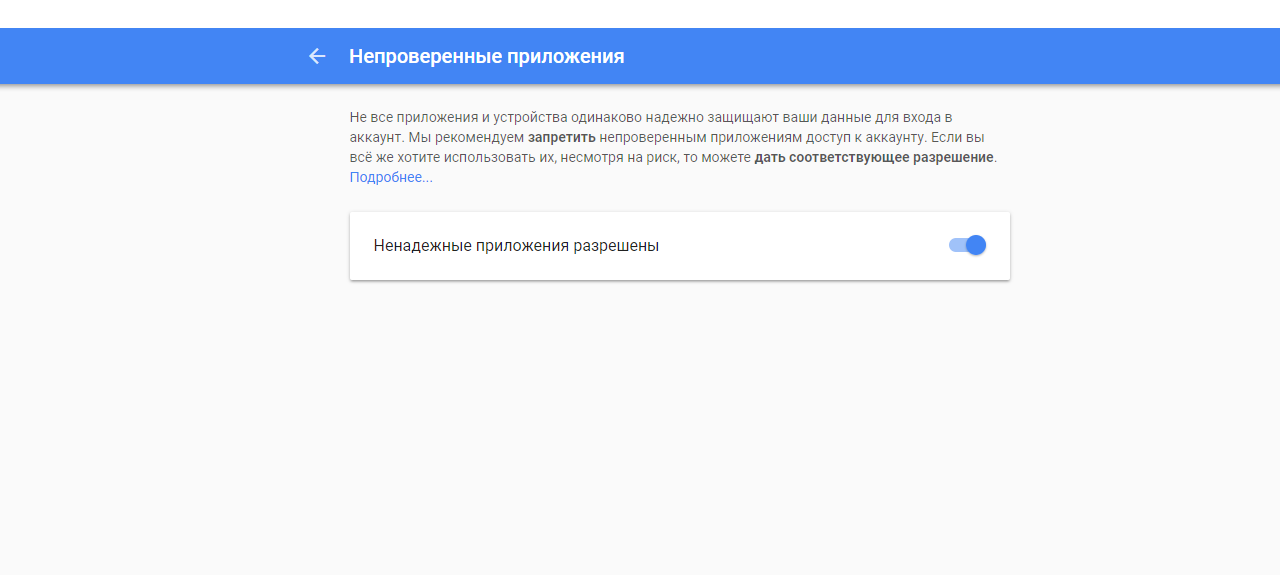 Непроверенные приложения
Не все приложения и устройства одинаково надежно защищают ваши данные для входа в
аккаунт. Мы рекомендуем запретить непроверенным приложениям доступ к аккаунту. Если вы
всё же хотите использовать их, несмотря на риск, то можете дать соответствующее разрешение.
Подробнее...
Ненадежные приложения разрешены